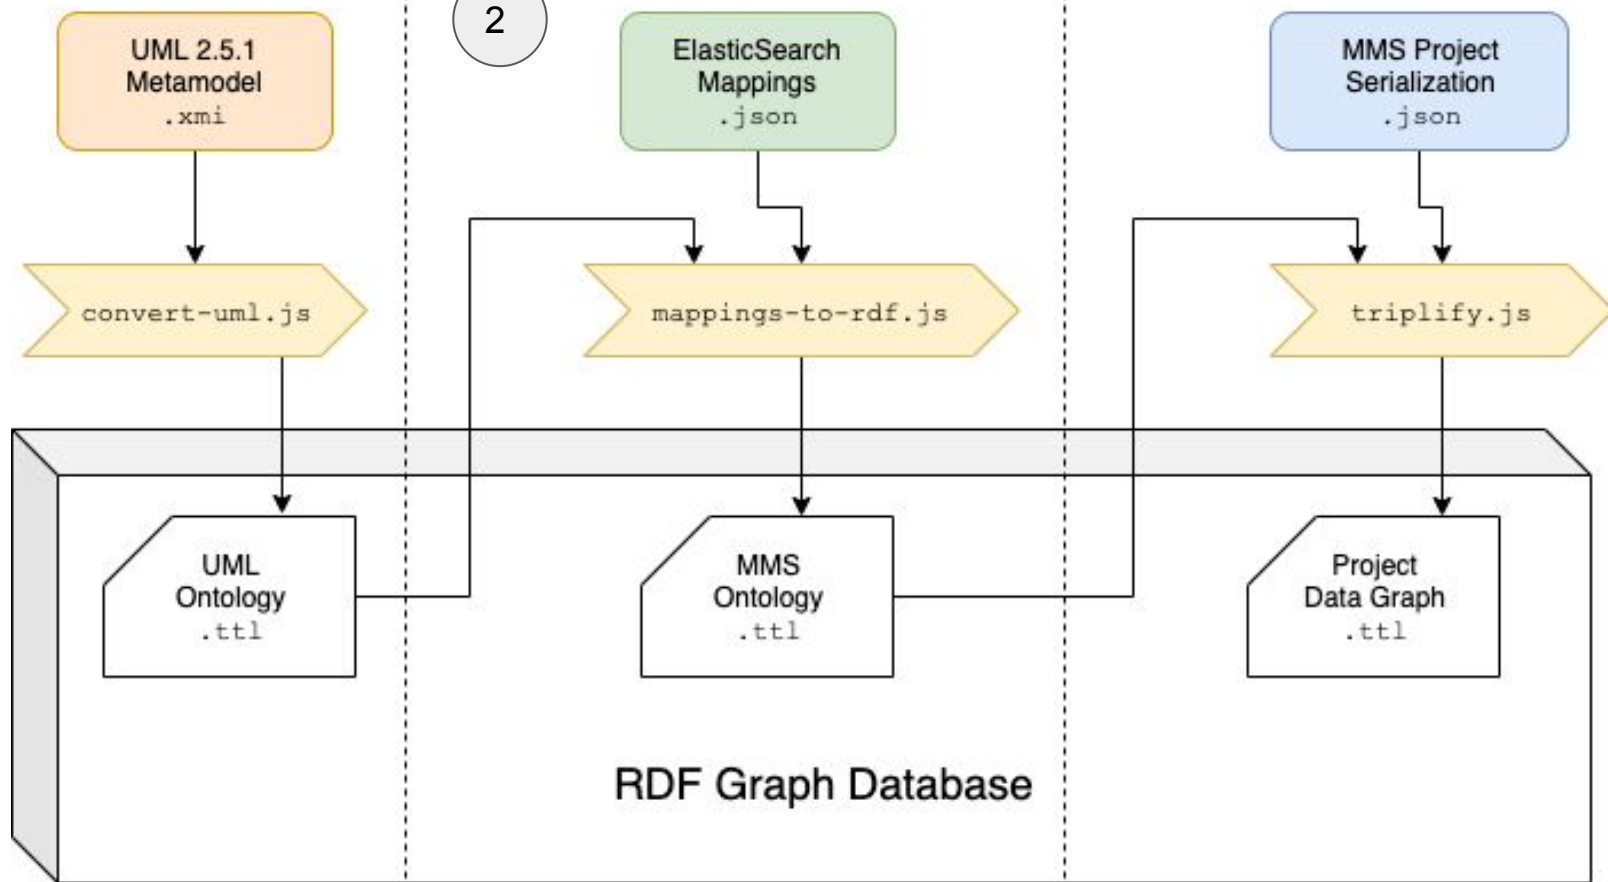 2
UML 2.5.1
Metamodel
.xmi
ElasticSearch
Mappings
.json
MMS Project
Serialization
.json
convert-uml.js
mappings-to-rdf.js
triplify.js
UML
Ontology
.ttl
MMS
Ontology
.ttl
Project
Data Graph
.ttl
RDF Graph Database